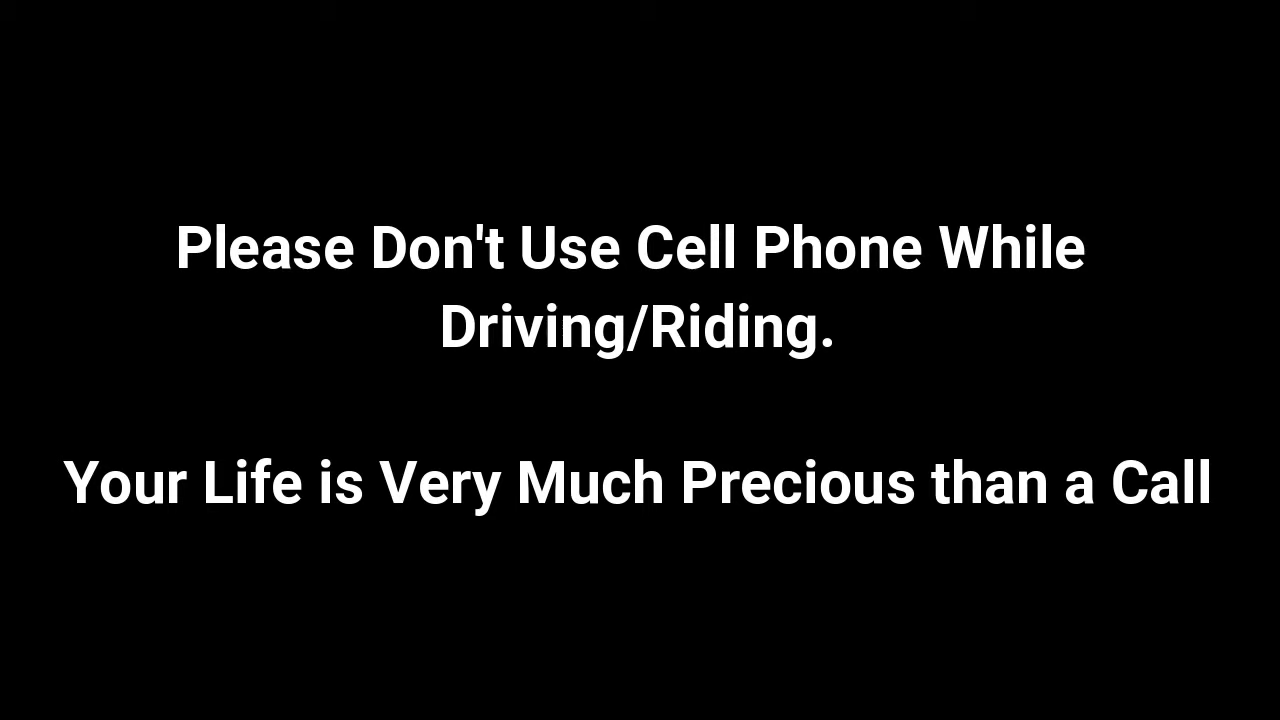 Please Don't Use Cell Phone While
Driving/Riding.
Your Life is Very Much Precious than a Call